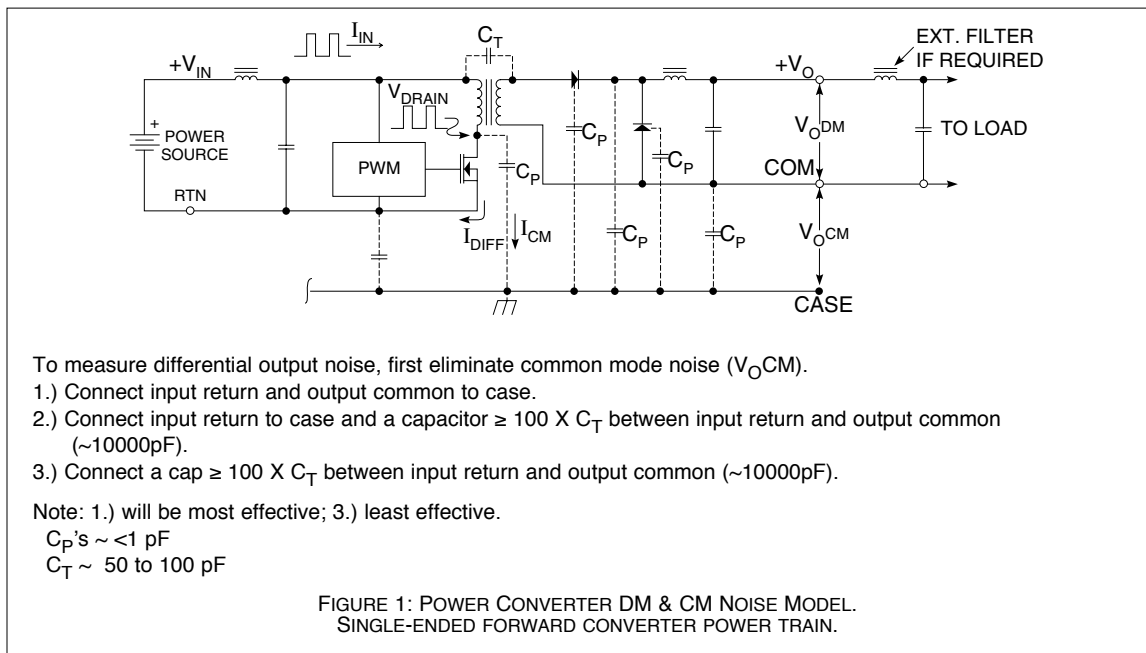 I_IN
C_T
EXT. FILTER
IF REQUIRED
+V_IN
+V_O
V_DRAIN
+
POWER
SOURCE
PWM
C_P
C_P
C_P
V_O DM
TO LOAD
COM
RTN
I_DIFF
I_CM
C_P
C_P
V_O CM
CASE
To measure differential output noise, first eliminate common mode noise (V_OCM).
1.) Connect input return and output common to case.
2.) Connect input return to case and a capacitor ≥ 100 X C_T between input return and output common
(~10000pF).
3.) Connect a cap ≥ 100 X C_T between input return and output common (~10000pF).
Note: 1.) will be most effective; 3.) least effective.
C_P's ~ <1 pF
C_T ~ 50 to 100 pF
FIGURE 1: POWER CONVERTER DM & CM NOISE MODEL.
SINGLE-ENDED FORWARD CONVERTER POWER TRAIN.